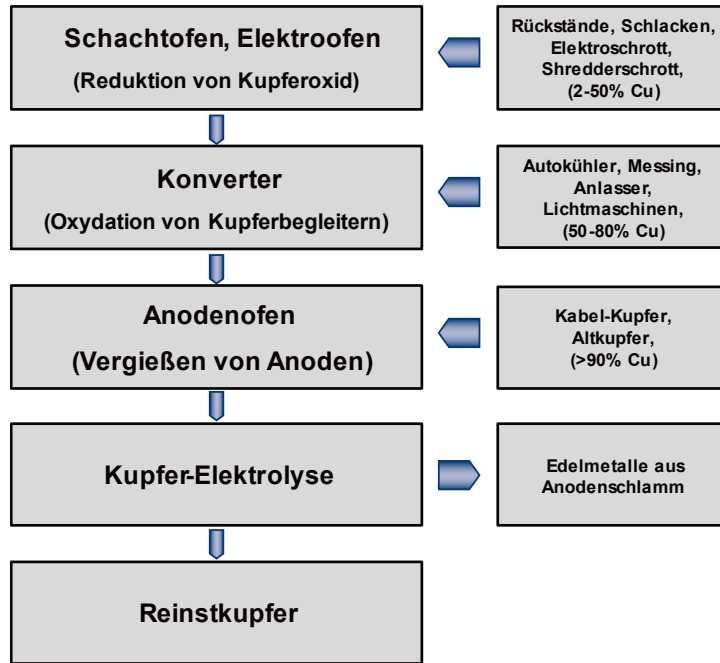 Schachtofen, Elektroofen
(Reduktion von Kupferoxid)
Rückstände, Schlacken,
Elektroschrott,
Shredderschrott,
(2-50% Cu)
Konverter
(Oxydation von Kupferbegleitern)
Autokühler, Messing,
Anlasser,
Lichtmaschinen,
(50-80% Cu)
Anodenofen
(Vergießen von Anoden)
Kabel-Kupfer,
Altkupfer,
(>90% Cu)
Kupfer-Elektrolyse
Edelmetalle aus
Anodenschlamm
Reinstkupfer